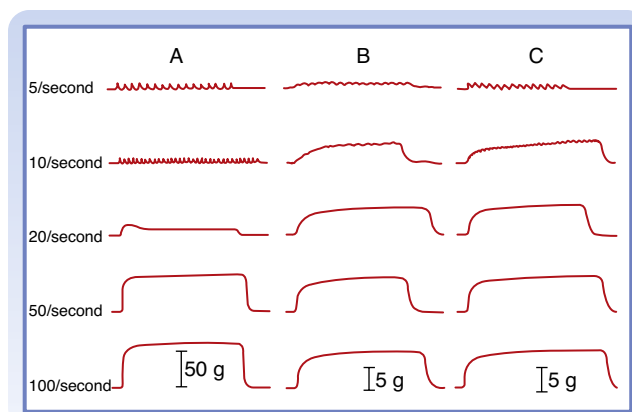 A B C
5/second
10/second
20/second
50/second
100/second
50 g 5 g 5 g